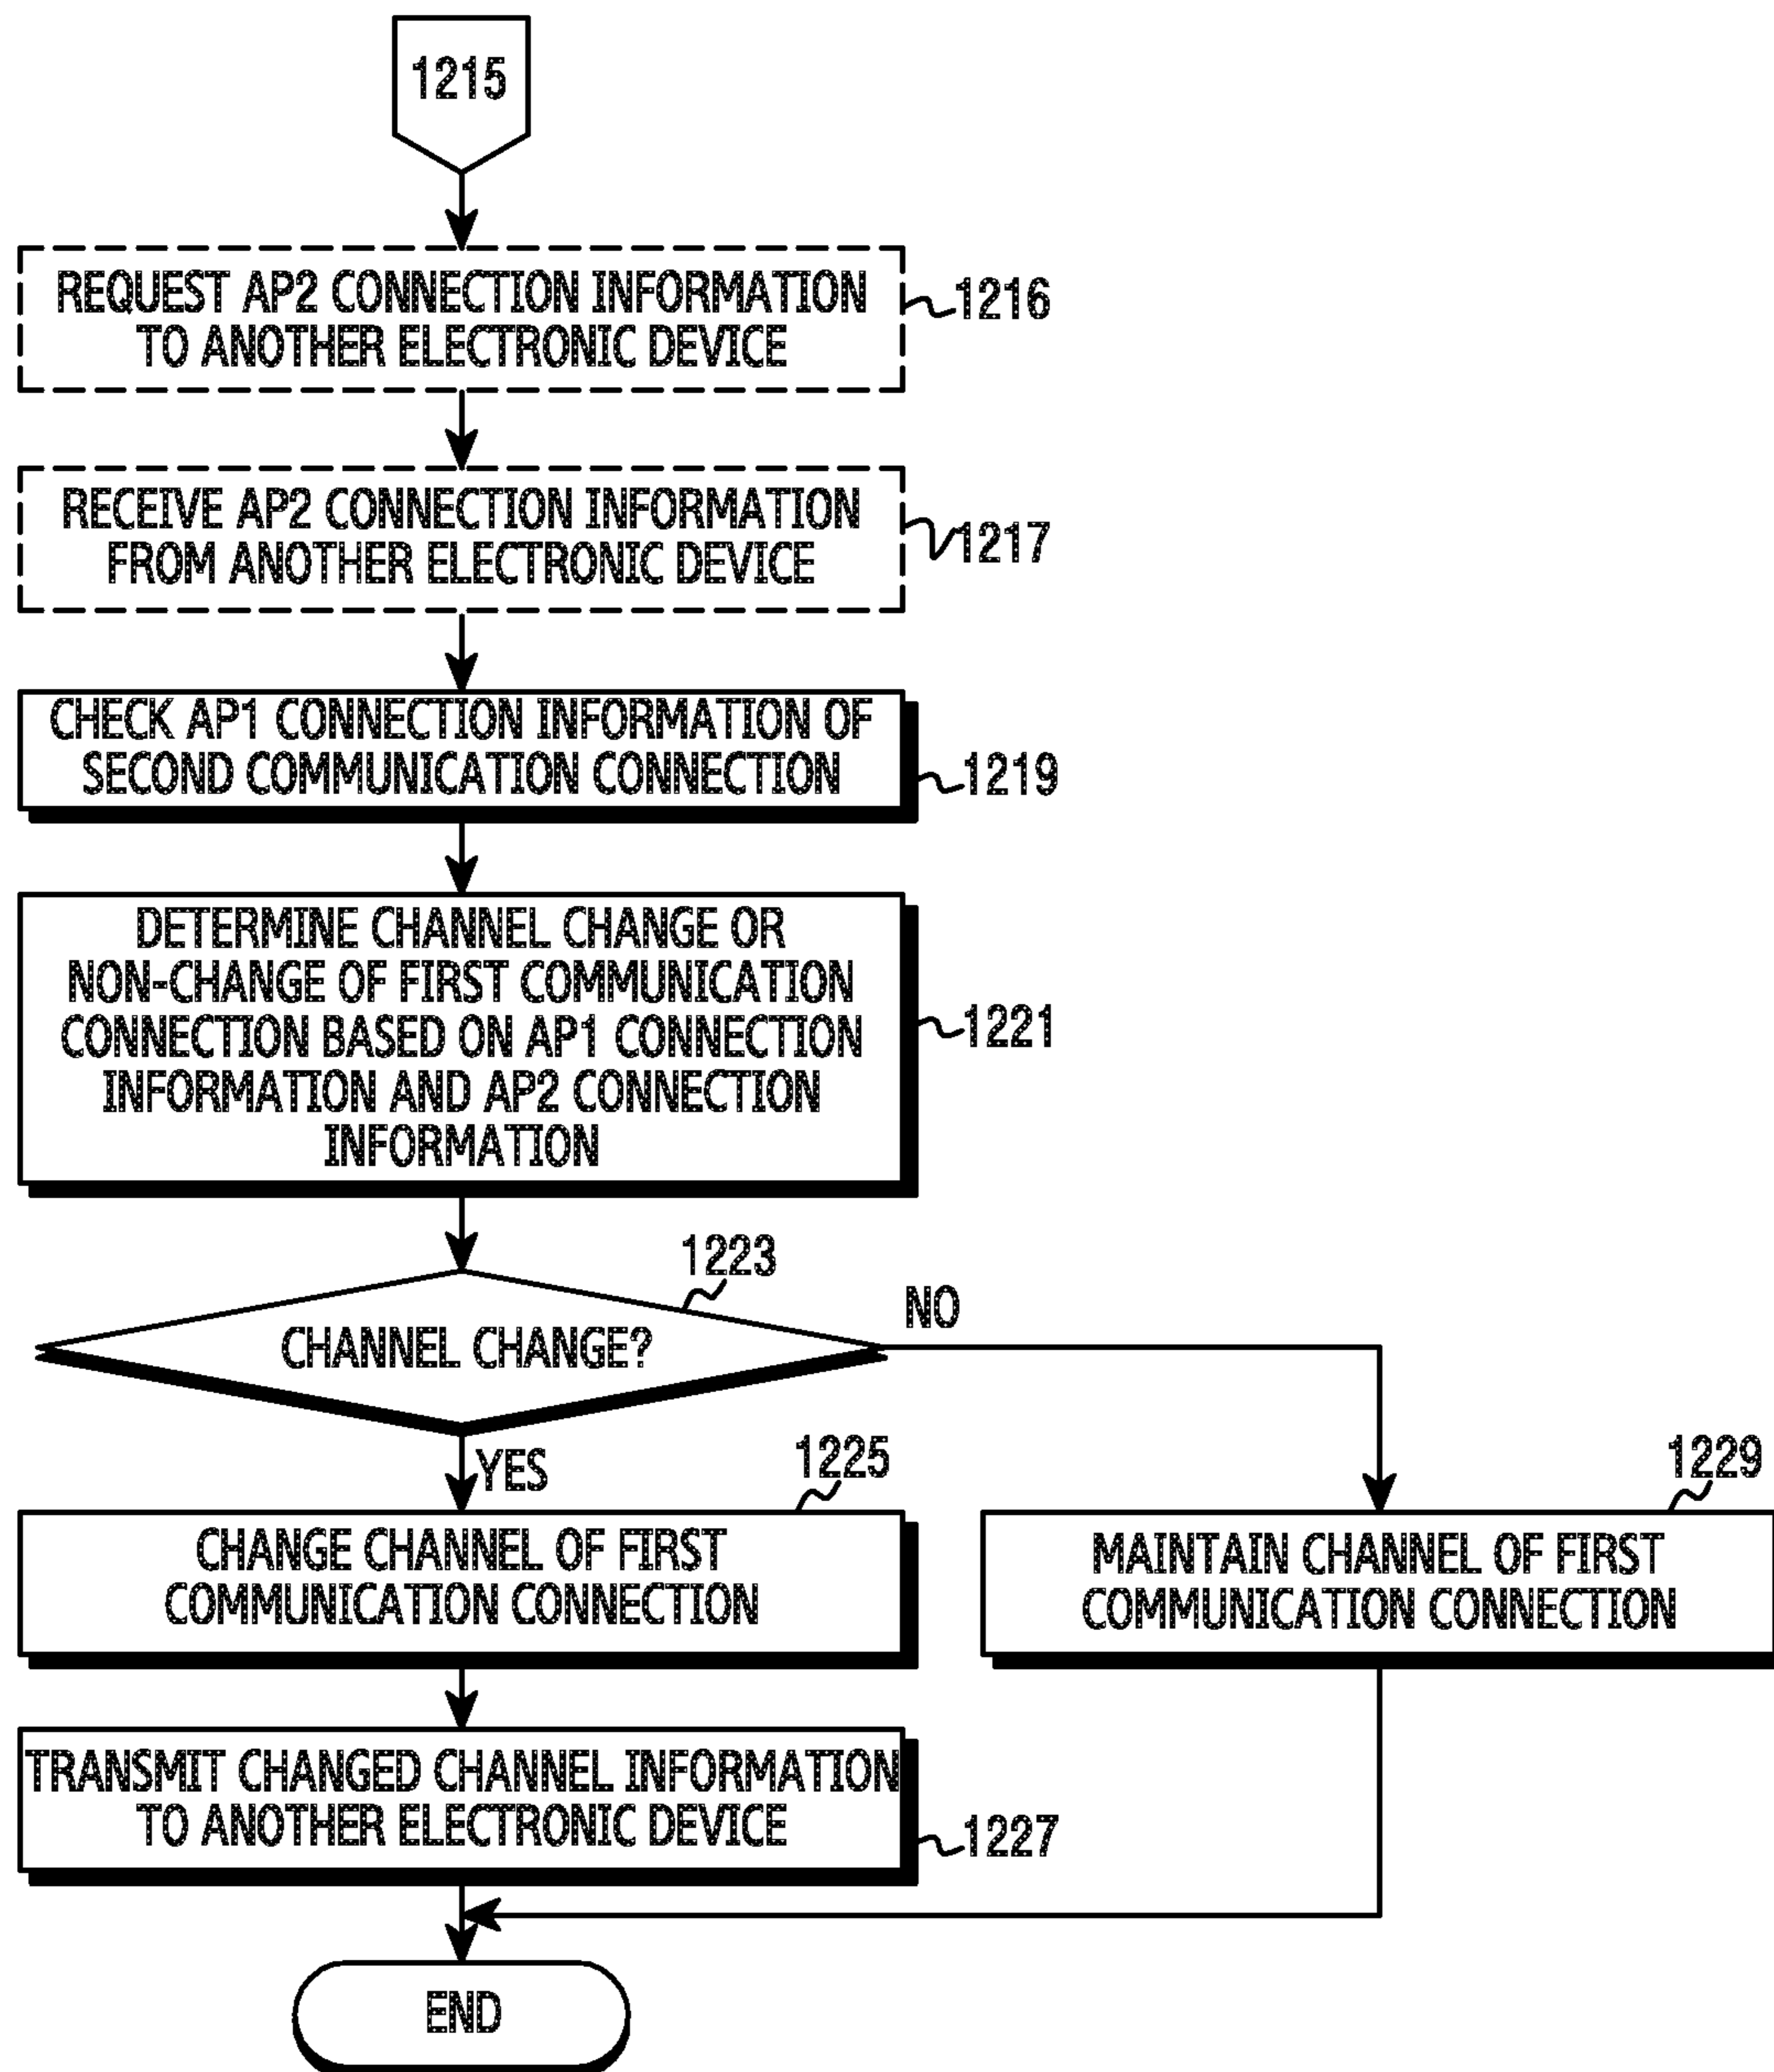 1215
REQUEST AP2 CONNECTION INFORMATION
TO ANOTHER ELECTRONIC DEVICE
1216
RECEIVE AP2 CONNECTION INFORMATION
FROM ANOTHER ELECTRONIC DEVICE
1217
CHECK AP1 CONNECTION INFORMATION OF
SECOND COMMUNICATION CONNECTION
1219
DETERMINE CHANNEL CHANGE OR
NON-CHANGE OF FIRST COMMUNICATION
CONNECTION BASED ON AP1 CONNECTION
INFORMATION AND AP2 CONNECTION
INFORMATION
1221
1223
CHANNEL CHANGE?
NO
YES
1225
CHANGE CHANNEL OF FIRST
COMMUNICATION CONNECTION
1229
MAINTAIN CHANNEL OF FIRST
COMMUNICATION CONNECTION
TRANSMIT CHANGED CHANNEL INFORMATION
TO ANOTHER ELECTRONIC DEVICE
1227
END